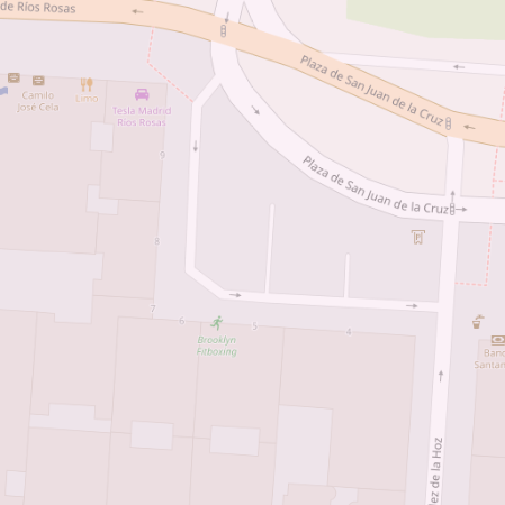 de Ríos Rosas
Plaza de San Juan de la Cruz
Camilo
José Cela
Limo
Tesla Madrid
Ríos Rosas
9
Plaza de San Juan de la Cruz
8
7
6
5
4
Brooklyn
Fitboxing
Banc
Santan
ez de la Hoz